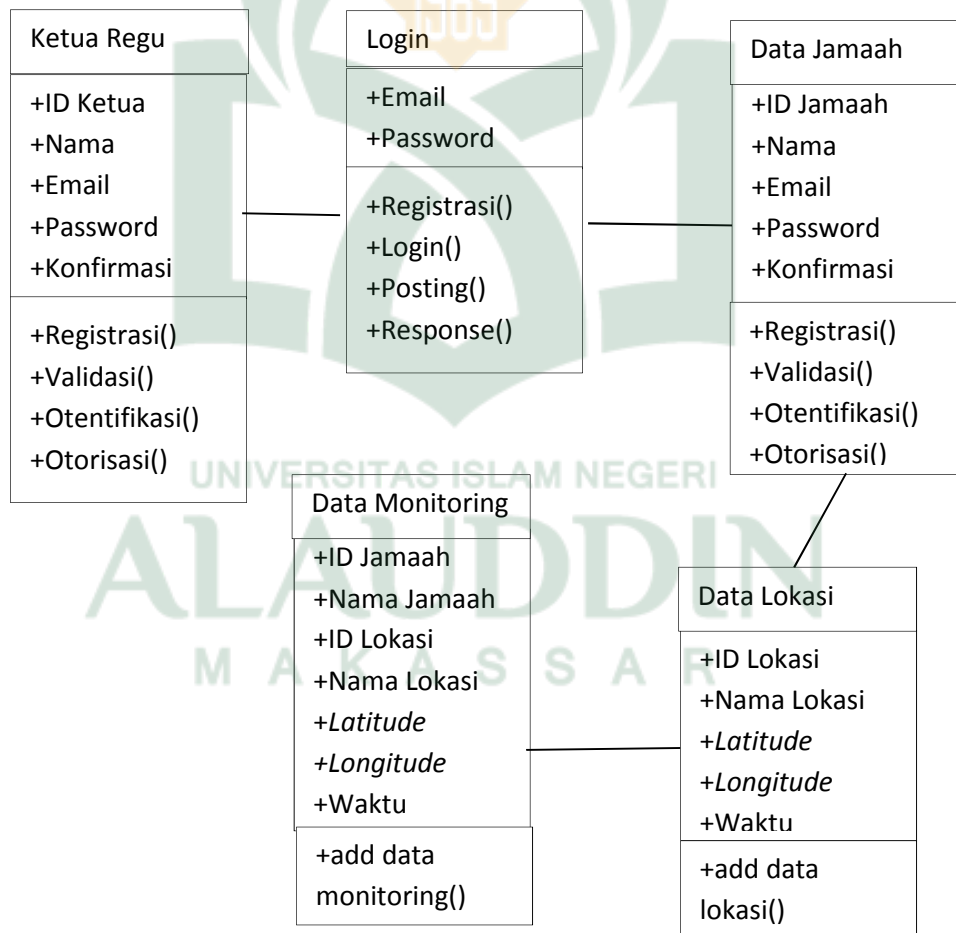 Ketua Regu
+ID Ketua
+Nama
+Email
+Password
+Konfirmasi
+Registrasi()
+Validasi()
+Otentifikasi()
+Otorisasi()
Login
+Email
+Password
+Registrasi()
+Login()
+Posting()
+Response()
Data Jamaah
+ID Jamaah
+Nama
+Email
+Password
+Konfirmasi
+Registrasi()
+Validasi()
+Otentifikasi()
+Otorisasi()
UNIVERSITAS ISLAM NEGERI
ALAUDDIN
MAKASSAR
Data Monitoring
+ID Jamaah
+Nama Jamaah
+ID Lokasi
+Nama Lokasi
+Latitude
+Longitude
+Waktu
+add data
monitoring()
Data Lokasi
+ID Lokasi
+Nama Lokasi
+Latitude
+Longitude
+Waktu
+add data
lokasi()